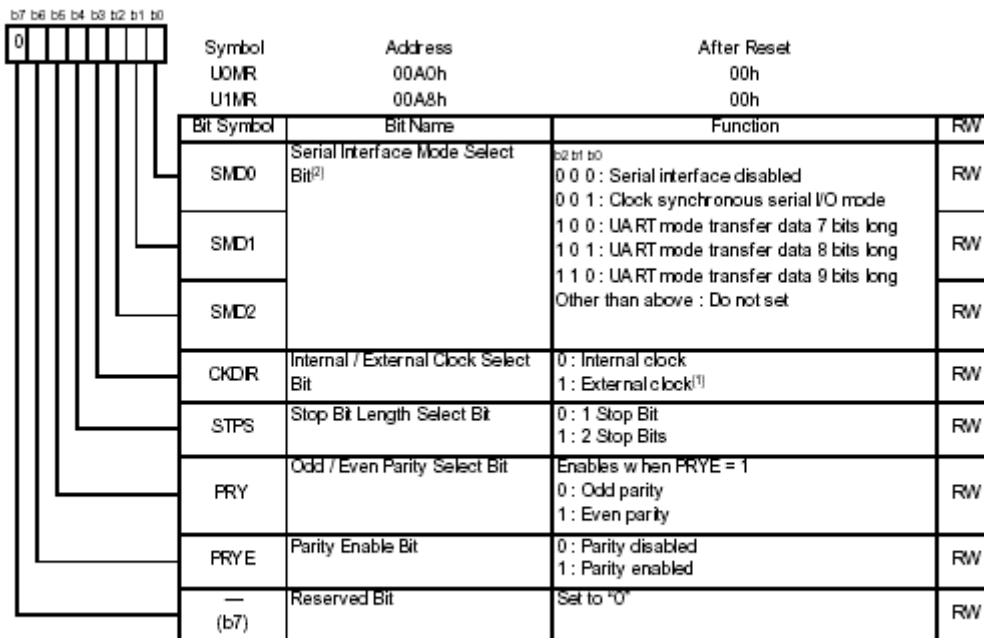 b7 b6 b5 b4 b3 b2 b1 b0
0
Symbol Address After Reset
U0MR 00A0h 00h
U1MR 00A8h 00h
Bit Symbol Bit Name Function RW
SMD0 Serial Interface Mode Select Bit(2) RW
SMD1 RW
SMD2 RW
b2 b1 b0
0 0 0 : Serial interface disabled
0 0 1 : Clock synchronous serial I/O mode
1 0 0 : UART mode transfer data 7 bits long
1 0 1 : UART mode transfer data 8 bits long
1 1 0 : UART mode transfer data 9 bits long
Other than above : Do not set
CKDIR Internal / External Clock Select Bit 0 : Internal clock
1 : External clock(1) RW
STPS Stop Bit Length Select Bit 0 : 1 Stop Bit
1 : 2 Stop Bits RW
PRY Odd / Even Parity Select Bit Enables when PRYE = 1
0 : Odd parity
1 : Even parity RW
PRYE Parity Enable Bit 0 : Parity disabled
1 : Parity enabled RW
—
(b7) Reserved Bit Set to "0" RW